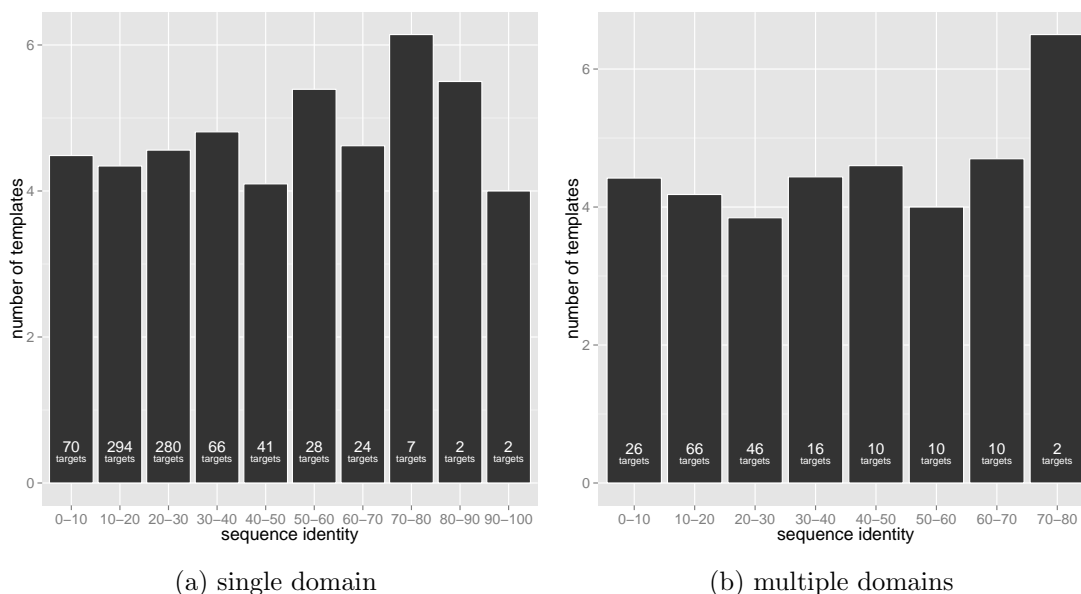 number of templates
6
4
2
0
70 294 280 66 41 28 24 7 2 2
targets targets targets targets targets targets targets targets targets targets
0–10 10–20 20–30 30–40 40–50 50–60 60–70 70–80 80–90 90–100
sequence identity
(a) single domain
number of templates
6
4
2
0
26 66 46 16 10 10 10 2
targets targets targets targets targets targets targets targets
0–10 10–20 20–30 30–40 40–50 50–60 60–70 70–80
sequence identity
(b) multiple domains